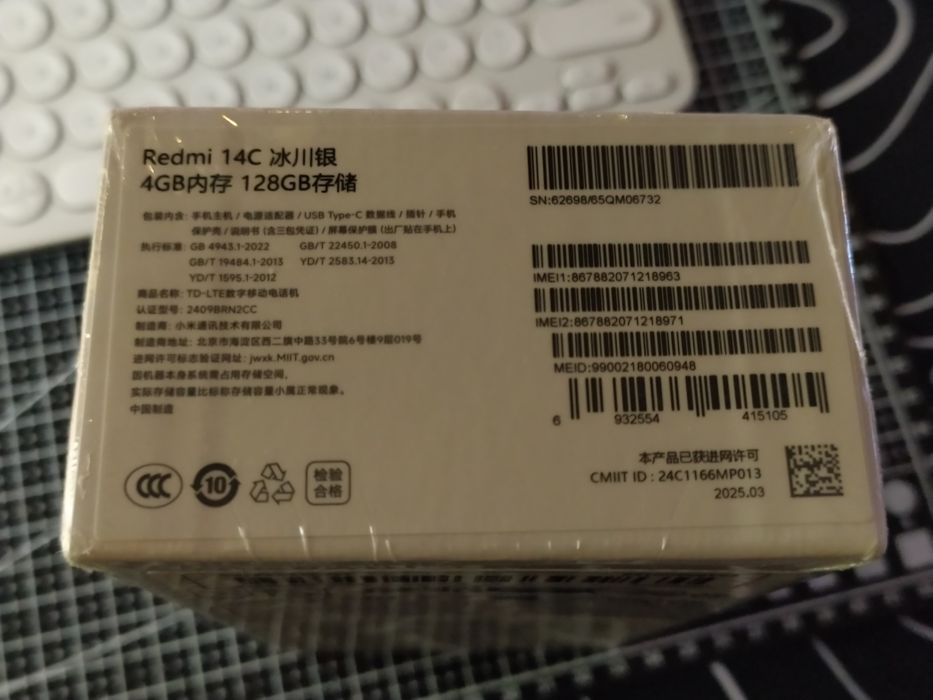 Redmi 14C 冰川银
4GB内存 128GB存储
包装内含: 手机主机 / 电源适配器 / USB Type-C 数据线 / 插针 / 手机
保护壳 / 说明书 (含三包凭证) / 屏幕保护膜 (出厂贴在手机上)
执行标准: GB 4943.1-2022 GB/T 22450.1-2008
GB/T 19484.1-2013 YD/T 2583.14-2013
YD/T 1595.1-2012
商品名称: TD-LTE数字移动电话机
认证型号: 2409BRN2CC
制造商: 小米通讯技术有限公司
制造商地址: 北京市海淀区西二旗中路33号院6号楼9层019号
进网许可标志验证网址: jwxk.MIIT.gov.cn
因机器本身系统需占用存储空间,
实际存储容量比标称存储容量小属正常现象。
中国制造
CCC
10
检验
合格
SN:62698/65QM06732
IMEI1:867882071218963
IMEI2:867882071218971
MEID:99002180060948
6 932554 415105
本产品已获进网许可
CMIIT ID : 24C1166MP013
2025.03